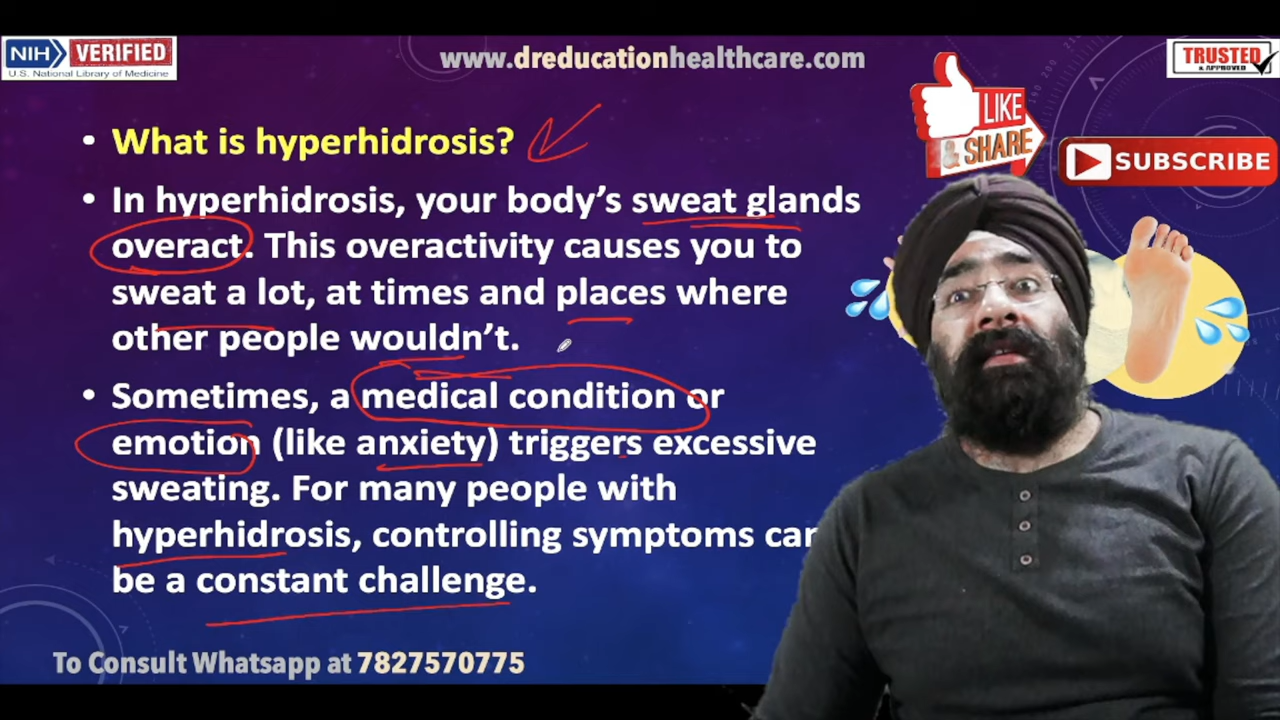 NIH VERIFIED
U.S. National Library of Medicine
www.dreducationhealthcare.com
TRUSTED
& APPROVED
LIKE
& SHARE
SUBSCRIBE
• What is hyperhidrosis?
• In hyperhidrosis, your body’s sweat glands
overact. This overactivity causes you to
sweat a lot, at times and places where
other people wouldn’t.
• Sometimes, a medical condition or
emotion (like anxiety) triggers excessive
sweating. For many people with
hyperhidrosis, controlling symptoms can
be a constant challenge.
To Consult Whatsapp at 7827570775